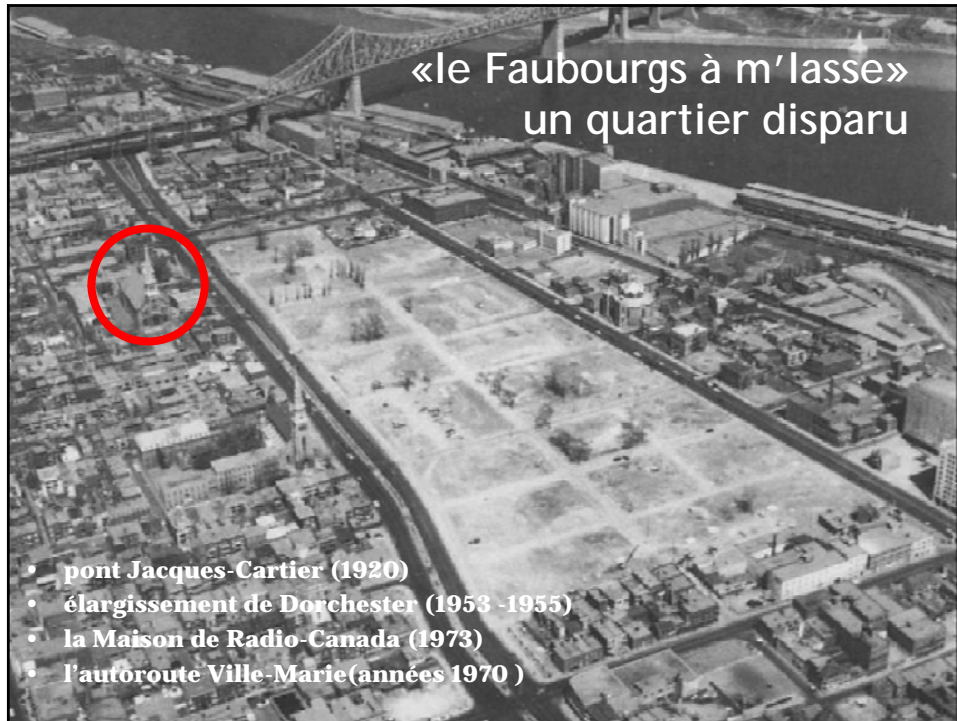 «le Faubourgs à m’lasse»
un quartier disparu
• pont Jacques-Cartier (1920)
• élargissement de Dorchester (1953 -1955)
• la Maison de Radio-Canada (1973)
• l’autoroute Ville-Marie(années 1970 )